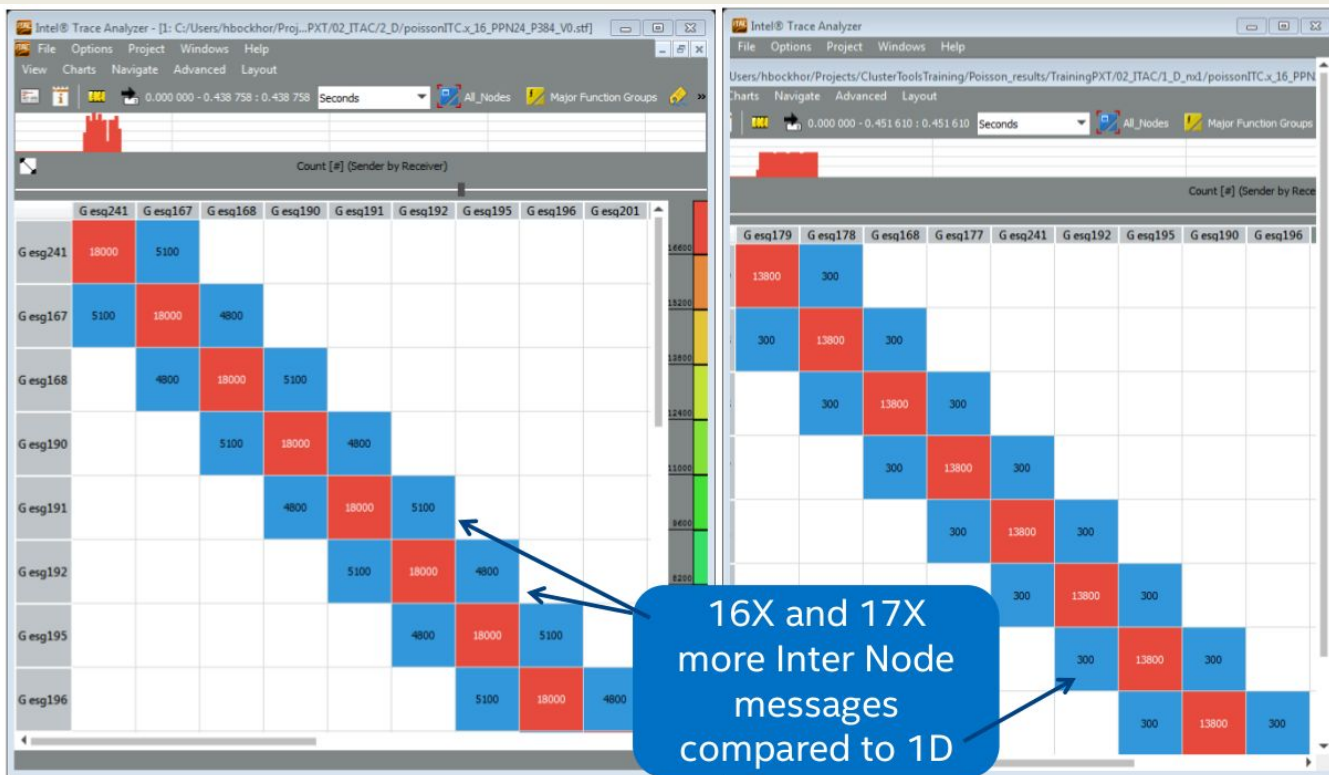 Intel® Trace Analyzer - [1: C:/Users/hbockhor/Proj...PXT/02_ITAC/2_D/poissonITC.x_16_PPN24_P384_V0.stf]
File Options Project Windows Help
View Charts Navigate Advanced Layout
0.000 000 - 0.438 758 : 0.438 758 Seconds All_Nodes Major Function Groups »
Count [#] (Sender by Receiver)
G esg241 G esg167 G esg168 G esg190 G esg191 G esg192 G esg195 G esg196 G esg201
G esg241 18000 5100
G esg167 5100 18000 4800
G esg168 4800 18000 5100
G esg190 5100 18000 4800
G esg191 4800 18000 5100
G esg192 5100 18000 4800
G esg195 4800 18000 5100
G esg196 5100 18000 4800
16600
15200
13800
12400
11000
9600
8200
Intel® Trace Analyzer
File Options Project Windows Help
Users/hbockhor/Projects/ClusterToolsTraining/Poisson_results/TrainingPXT/02_ITAC/1_D_nx1/poissonITC.x_16_PPN
Charts Navigate Advanced Layout
0.000 000 - 0.451 610 : 0.451 610 Seconds All_Nodes Major Function Groups
Count [#] (Sender by Rece
G esg179 G esg178 G esg168 G esg177 G esg241 G esg192 G esg195 G esg190 G esg196
13800 300
300 13800 300
300 13800 300
300 13800 300
300 13800 300
300 13800 300
300 13800 300
300 13800 300
16X and 17X
more Inter Node
messages
compared to 1D